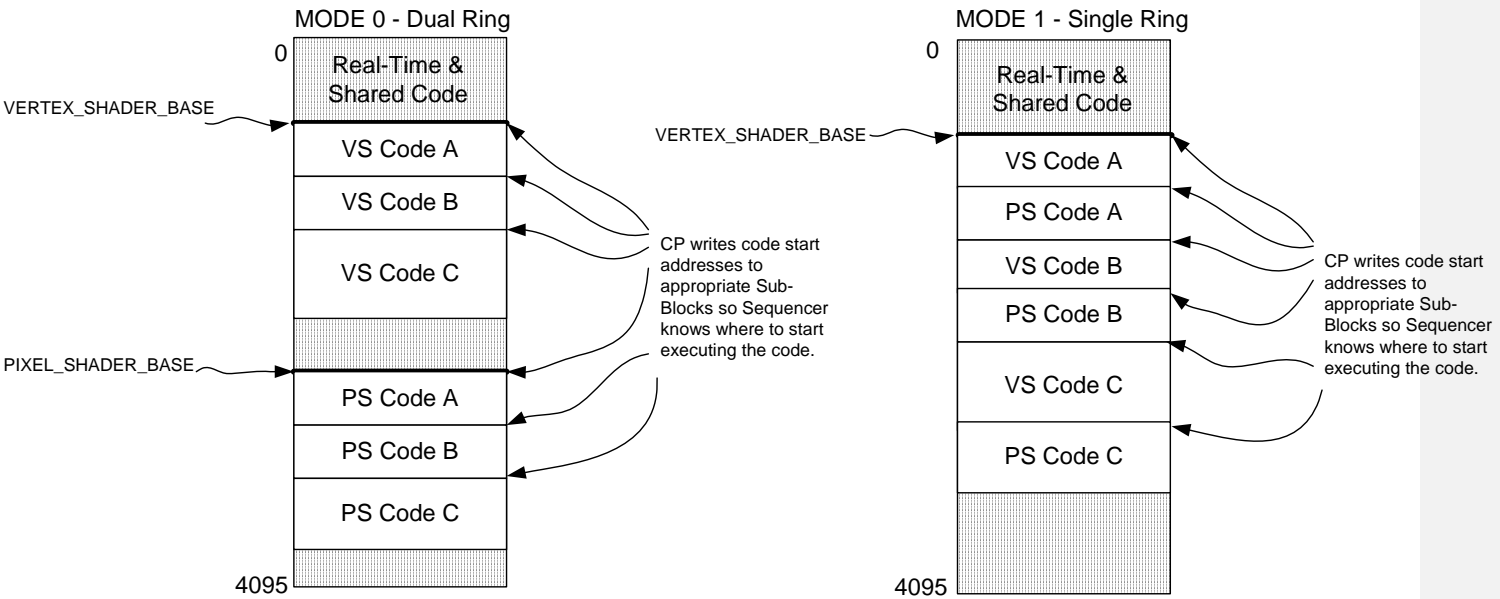 MODE 0 - Dual Ring
0
Real-Time &
Shared Code
VERTEX_SHADER_BASE
VS Code A
VS Code B
VS Code C
CP writes code start
addresses to
appropriate Sub-
Blocks so Sequencer
knows where to start
executing the code.
PIXEL_SHADER_BASE
PS Code A
PS Code B
PS Code C
4095
MODE 1 - Single Ring
0
Real-Time &
Shared Code
VERTEX_SHADER_BASE
VS Code A
PS Code A
VS Code B
PS Code B
VS Code C
PS Code C
CP writes code start
addresses to
appropriate Sub-
Blocks so Sequencer
knows where to start
executing the code.
4095